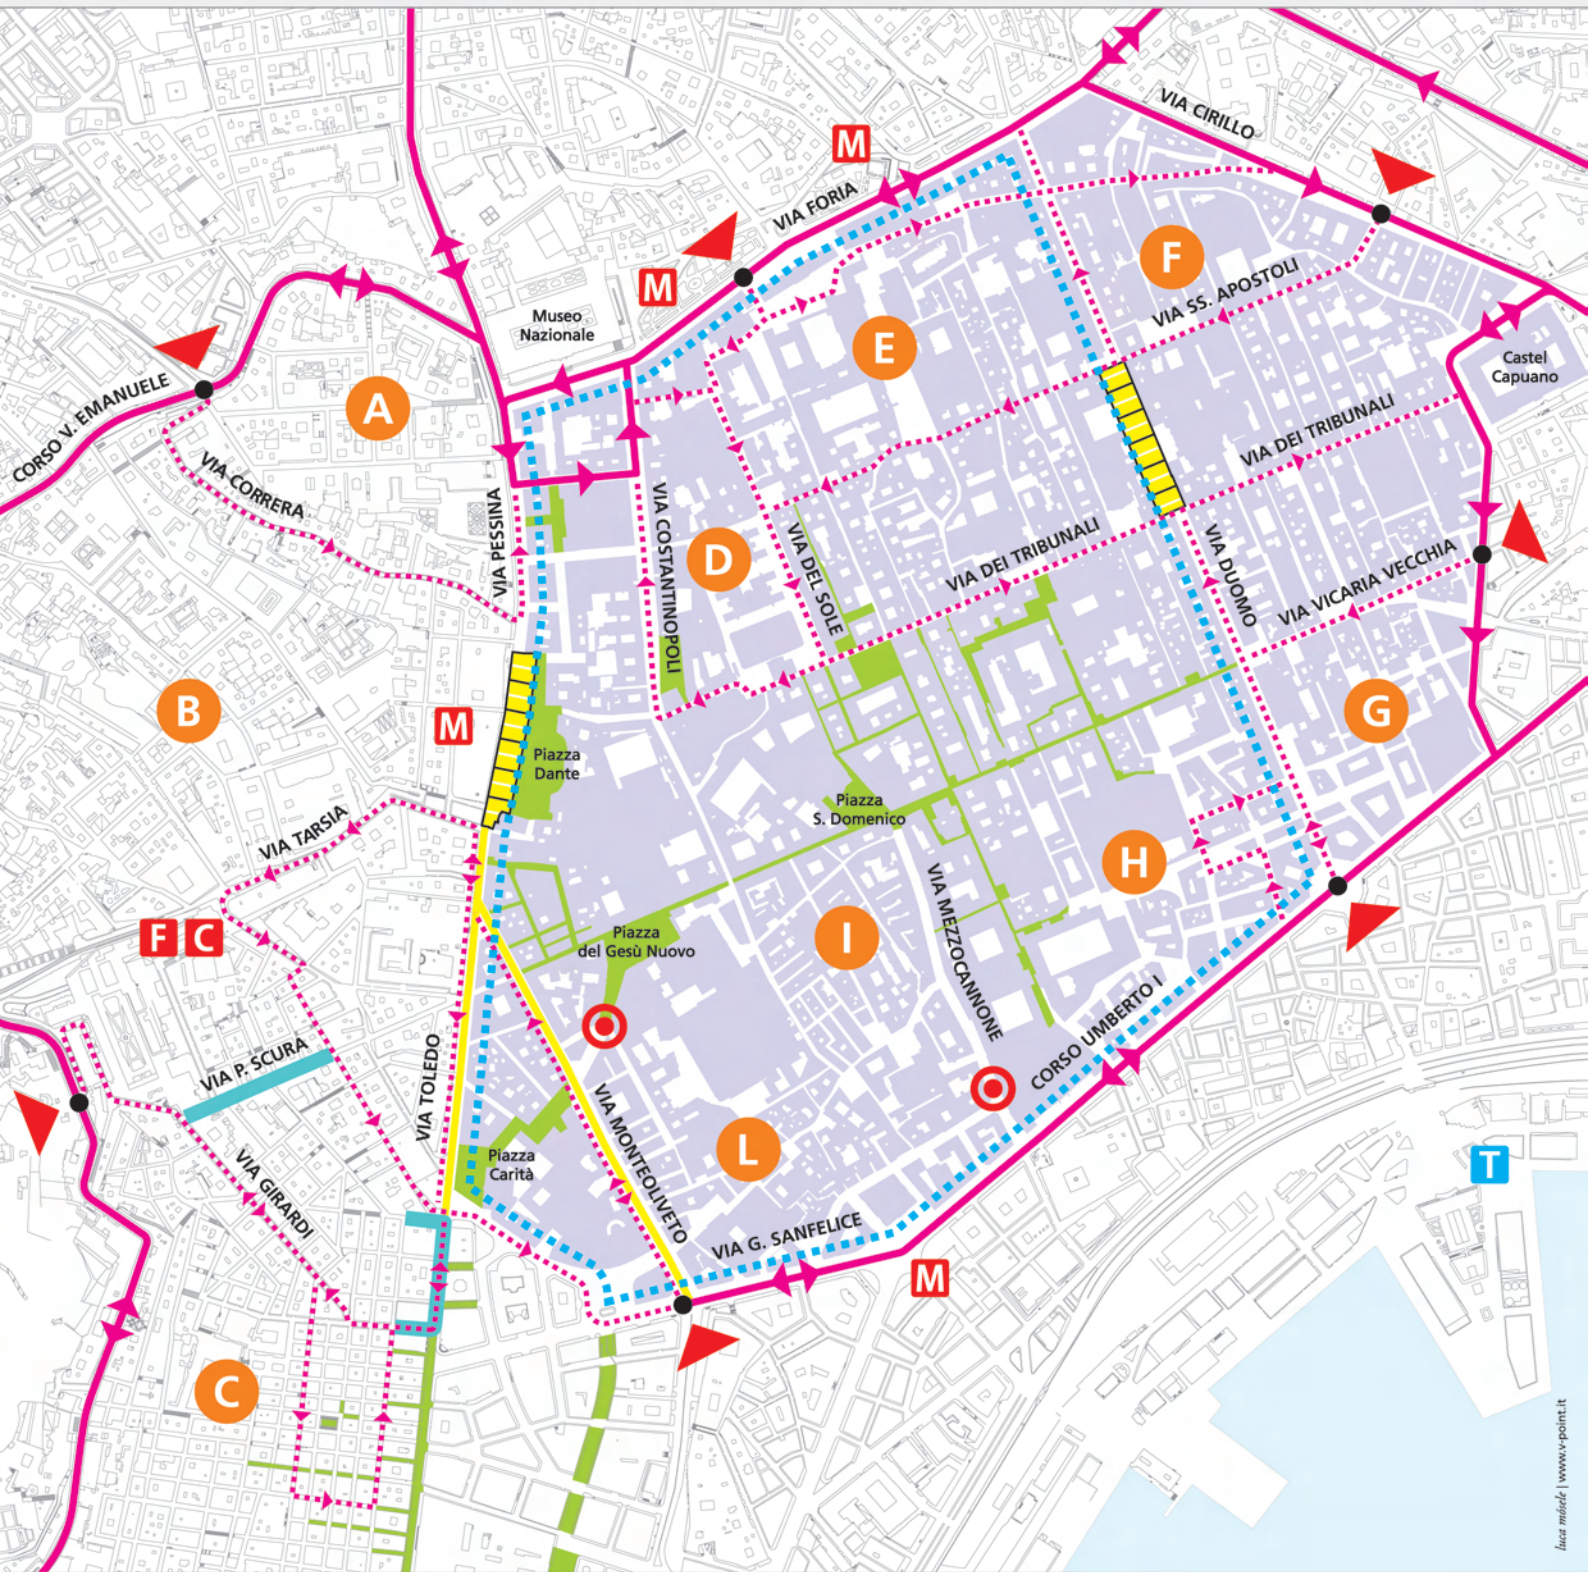 VIA CIRILLO
M
VIA FORIA
M
F
VIA SS. APOSTOLI
Museo
Nazionale
E
Castel
Capuano
CORSO V. EMANUELE
A
VIA CORRERA
VIA PESSINA
VIA COSTANTINOPOLI
D
VIA DEL SOLE
VIA DEI TRIBUNALI
VIA DEI TRIBUNALI
VIA DUOMO
VIA VICARIA VECCHIA
B
M
G
Piazza
Dante
Piazza
S. Domenico
VIA TARSIA
H
VIA MEZZOCANNONE
F
C
Piazza
del Gesù Nuovo
I
VIA P. SCURA
VIA TOLEDO
CORSO UMBERTO I
VIA MONTEOLIVETO
Piazza
Carità
L
T
VIA GIRARDI
VIA G. SANFELICE
M
C
luca mósele | www.v-point.it